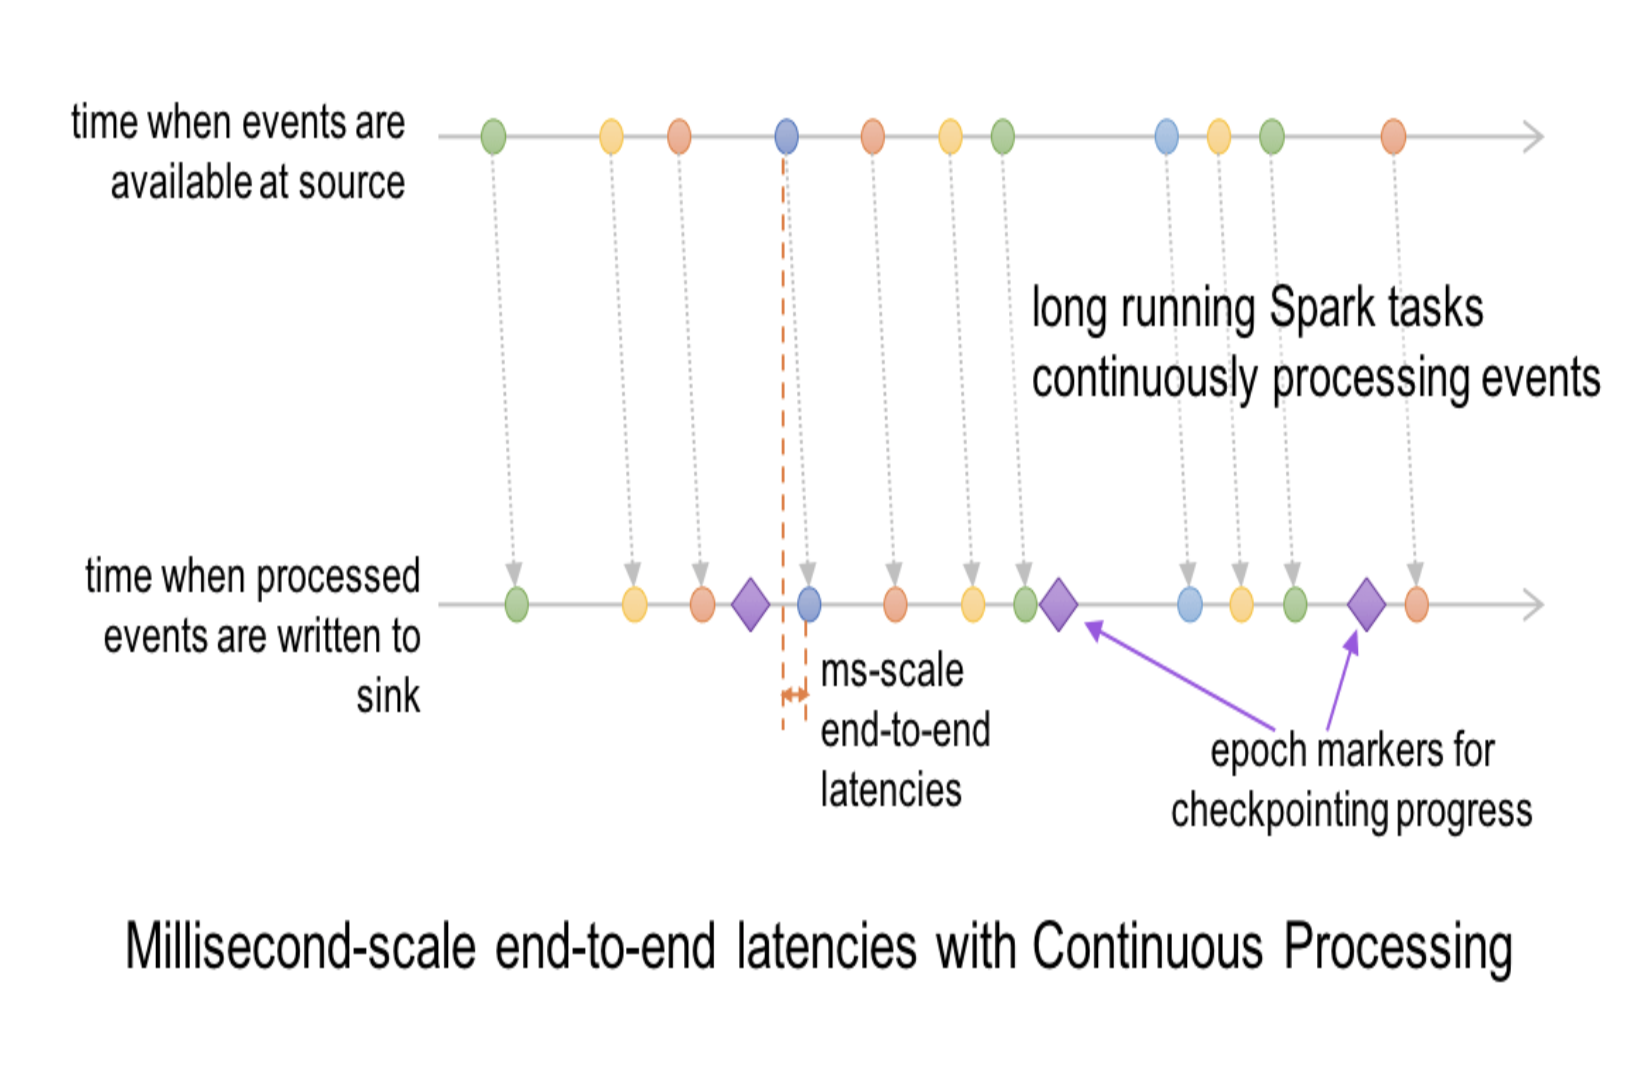 time when events are
available at source
long running Spark tasks
continuously processing events
time when processed
events are written to
sink
ms-scale
end-to-end
latencies
epoch markers for
checkpointing progress
Millisecond-scale end-to-end latencies with Continuous Processing